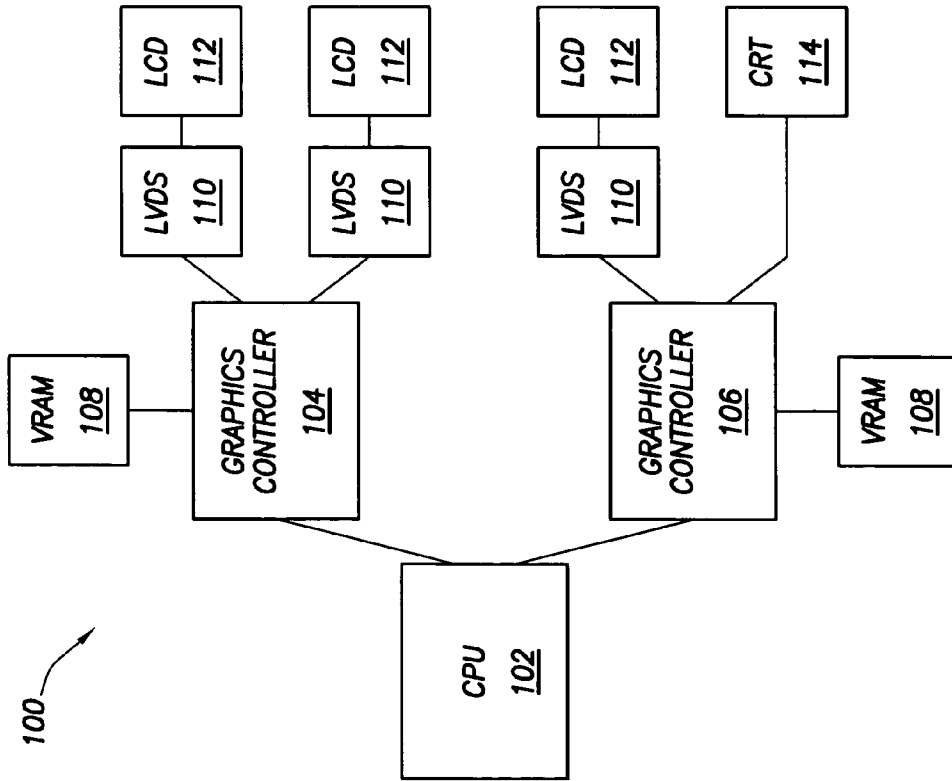 100
CPU
102
VRAM
108
GRAPHICS
CONTROLLER
104
LVDS
110
LCD
112
LVDS
110
LCD
112
GRAPHICS
CONTROLLER
106
VRAM
108
LVDS
110
LCD
112
CRT
114